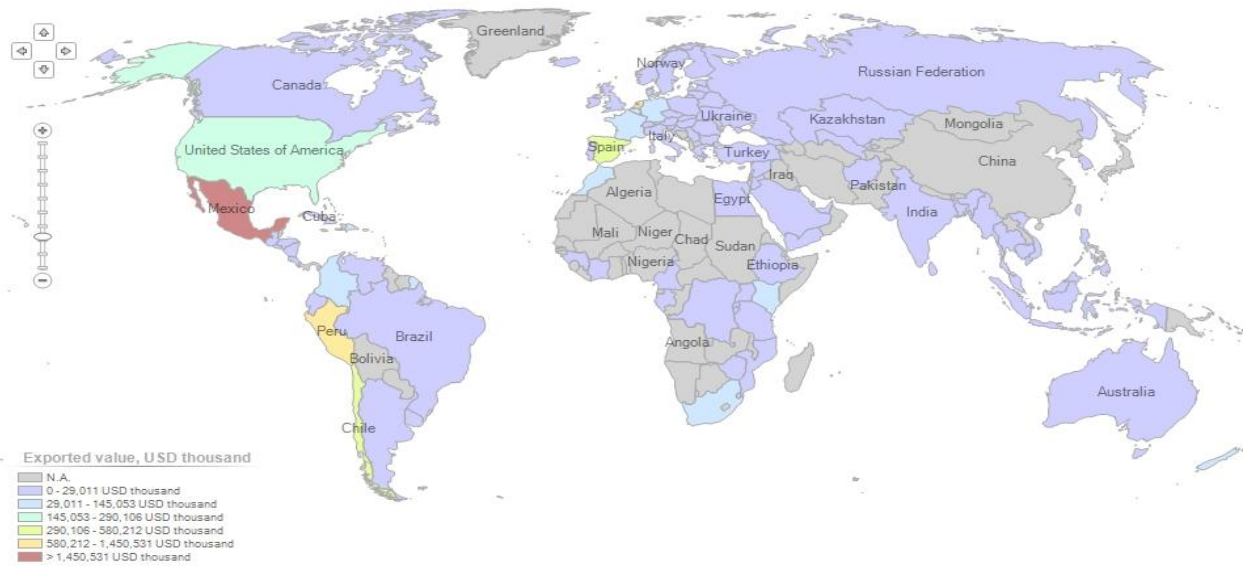 Greenland
Norway
Russian Federation
Canada
Ukraine
Kazakhstan
Mongolia
Italy
United States of America
Spain
Turkey
China
Iraq
Pakistan
Algeria
Egypt
India
Mexico
Cuba
Mali
Niger
Chad
Sudan
Nigeria
Ethiopia
Peru
Brazil
Angola
Bolivia
Australia
Chile
Exported value, USD thousand
N.A.
0 - 29,011 USD thousand
29,011 - 145,053 USD thousand
145,053 - 290,106 USD thousand
290,106 - 580,212 USD thousand
580,212 - 1,450,531 USD thousand
> 1,450,531 USD thousand